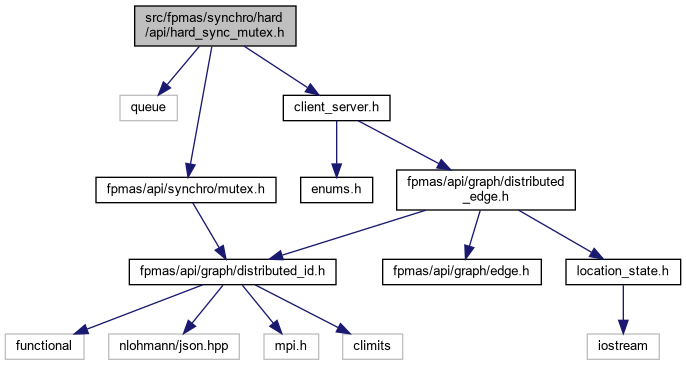 src/fpmas/synchro/hard
/api/hard_sync_mutex.h
queue
client_server.h
fpmas/api/synchro/mutex.h
enums.h
fpmas/api/graph/distributed
_edge.h
fpmas/api/graph/distributed_id.h
fpmas/api/graph/edge.h
location_state.h
functional
nlohmann/json.hpp
mpi.h
climits
iostream